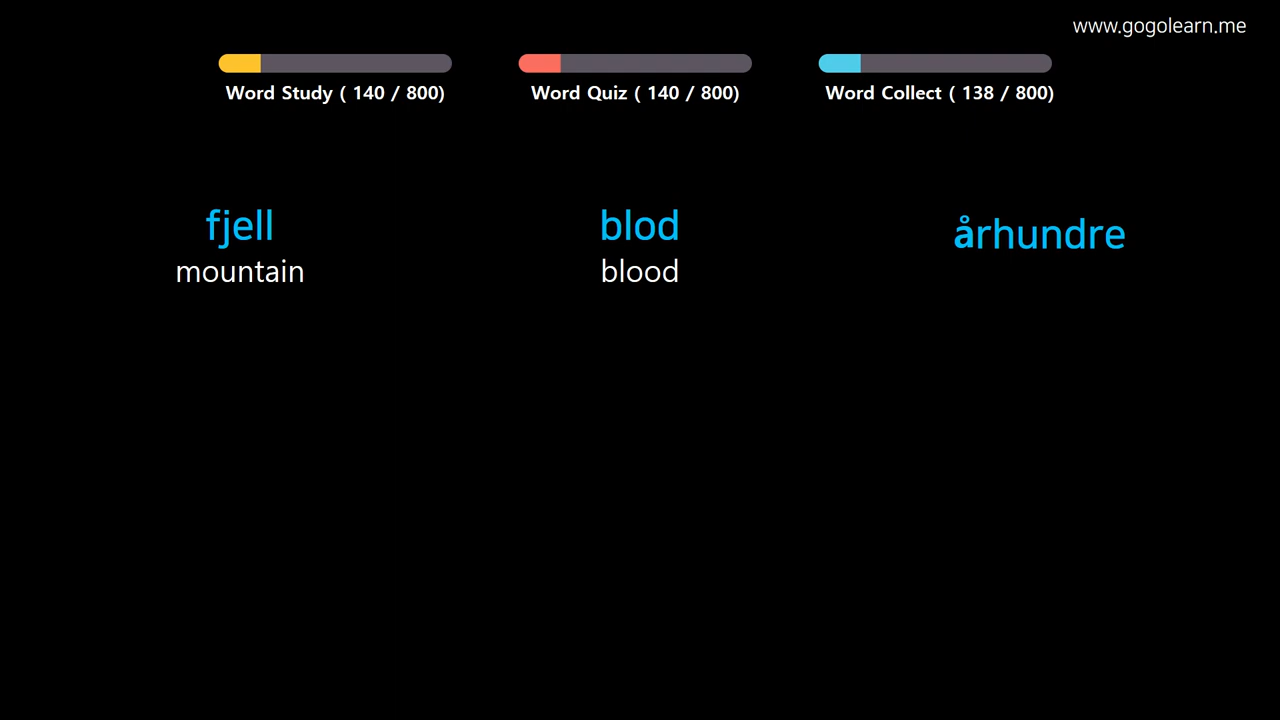 www.gogolearn.me
Word Study ( 140 / 800)
Word Quiz ( 140 / 800)
Word Collect ( 138 / 800)
fjell
mountain
blod
blood
århundre